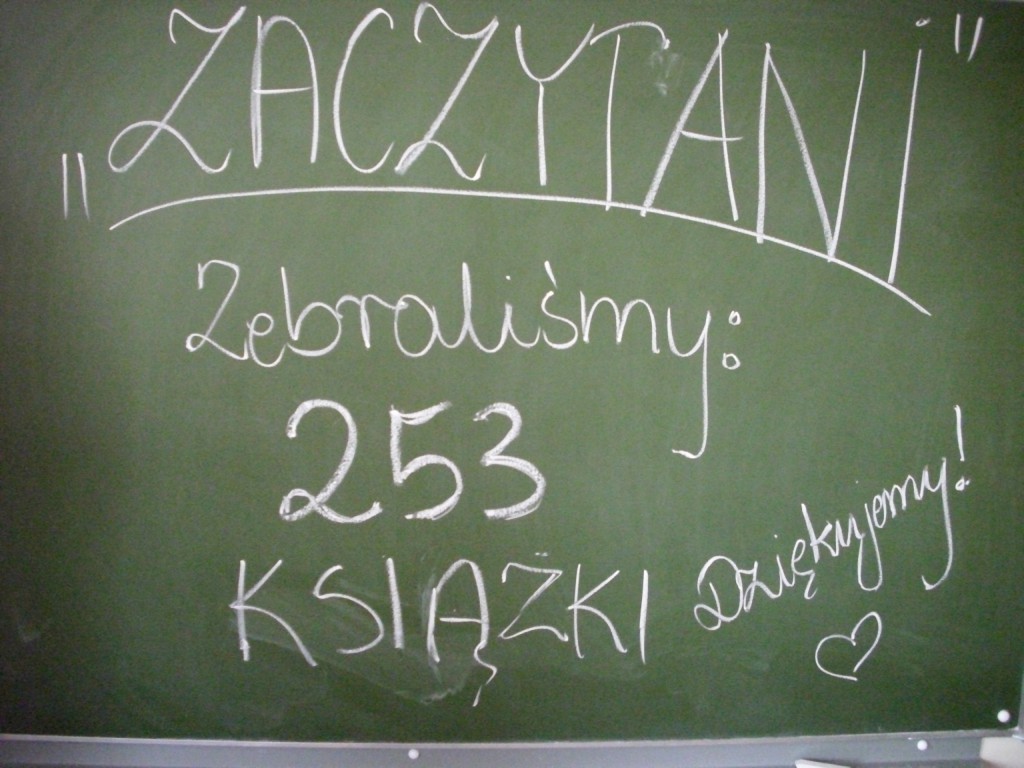 „ZACZYTANi”
Zebraliśmy:
253
KSIĄŻKI
Dziękujemy!